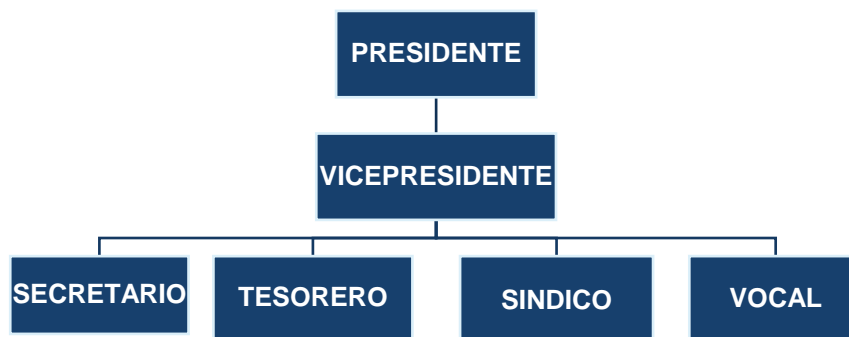 PRESIDENTE
VICEPRESIDENTE
SECRETARIO
TESORERO
SINDICO
VOCAL